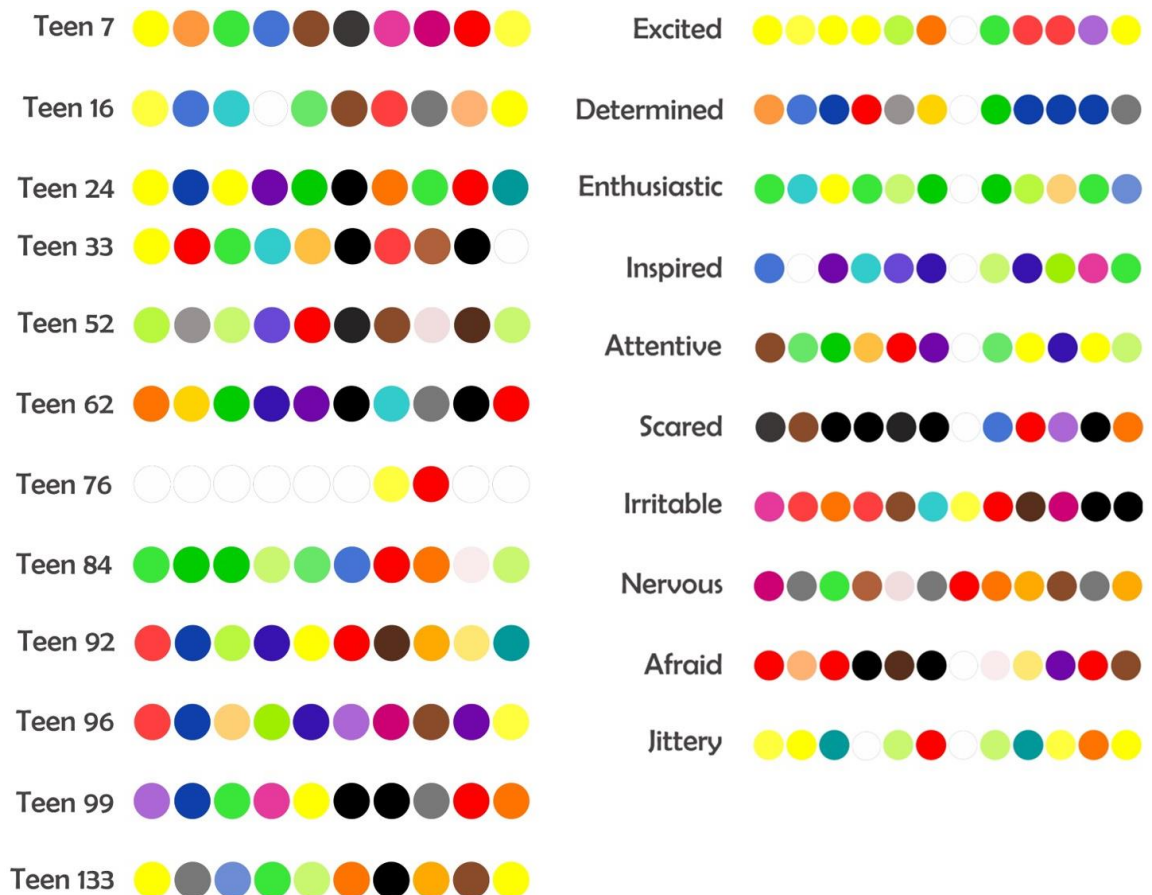 Teen 7
Teen 16
Teen 24
Teen 33
Teen 52
Teen 62
Teen 76
Teen 84
Teen 92
Teen 96
Teen 99
Teen 133
Excited
Determined
Enthusiastic
Inspired
Attentive
Scared
Irritable
Nervous
Afraid
Jittery